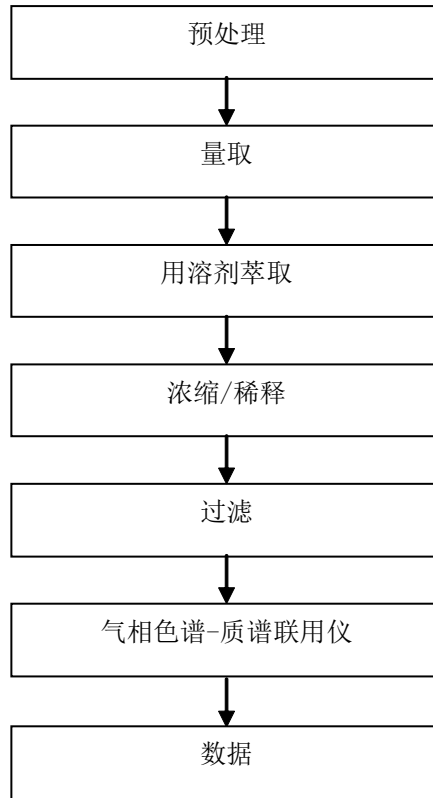 预处理
量取
用溶剂萃取
浓缩/稀释
过滤
气相色谱-质谱联用仪
数据